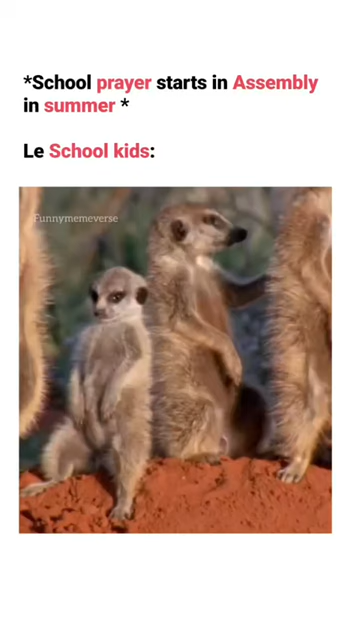 *School prayer starts in Assembly
in summer *
Le School kids:
Funnymemeverse